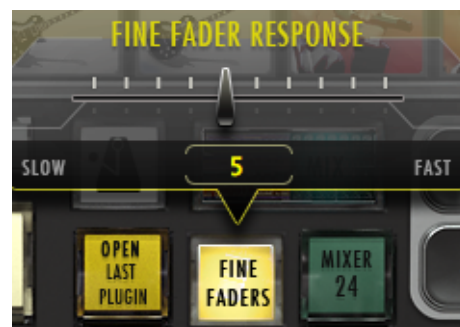 FINE FADER RESPONSE
SLOW
5
FAST
OPEN
LAST
PLUGIN
FINE
FADERS
MIXER
24